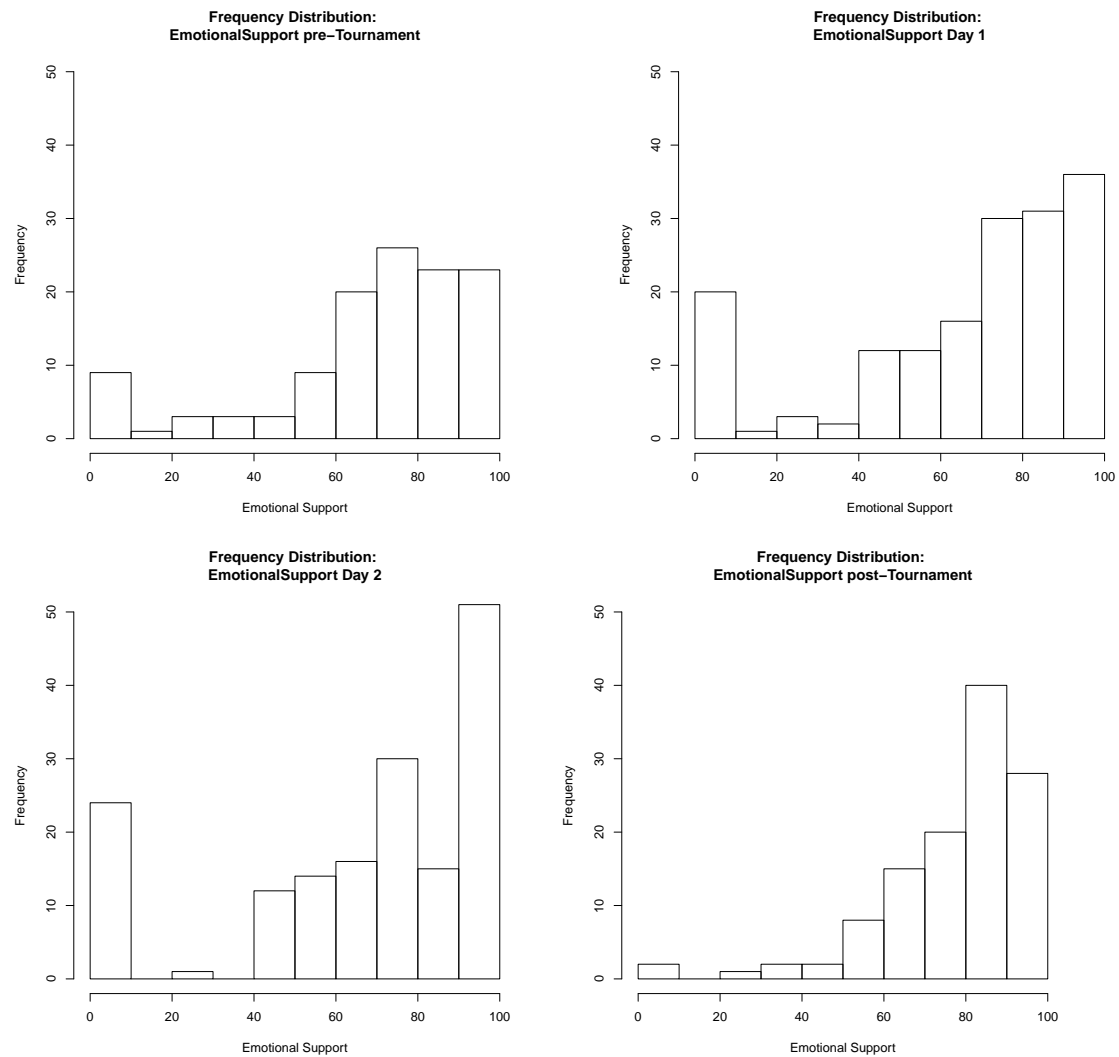 Frequency Distribution:
EmotionalSupport pre−Tournament
50
40
30
20
10
0
Frequency
0 20 40 60 80 100
Emotional Support
Frequency Distribution:
EmotionalSupport Day 1
50
40
30
20
10
0
Frequency
0 20 40 60 80 100
Emotional Support
Frequency Distribution:
EmotionalSupport Day 2
50
40
30
20
10
0
Frequency
0 20 40 60 80 100
Emotional Support
Frequency Distribution:
EmotionalSupport post−Tournament
50
40
30
20
10
0
Frequency
0 20 40 60 80 100
Emotional Support